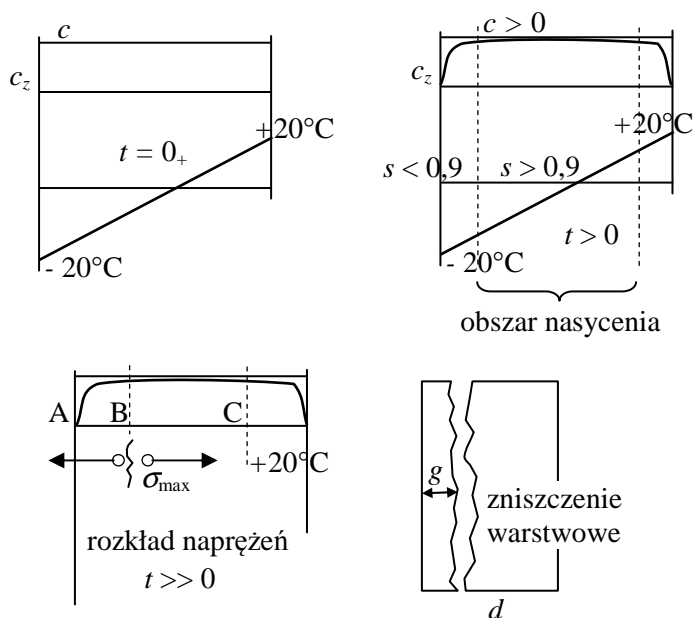 c
c_z
+20°C
t = 0_+
- 20°C
c > 0
c_z
+20°C
s < 0,9
s > 0,9
t > 0
- 20°C
obszar nasycenia
A
B
C
+20°C
σ_max
rozkład naprężeń
t >> 0
g
zniszczenie
warstwowe
d